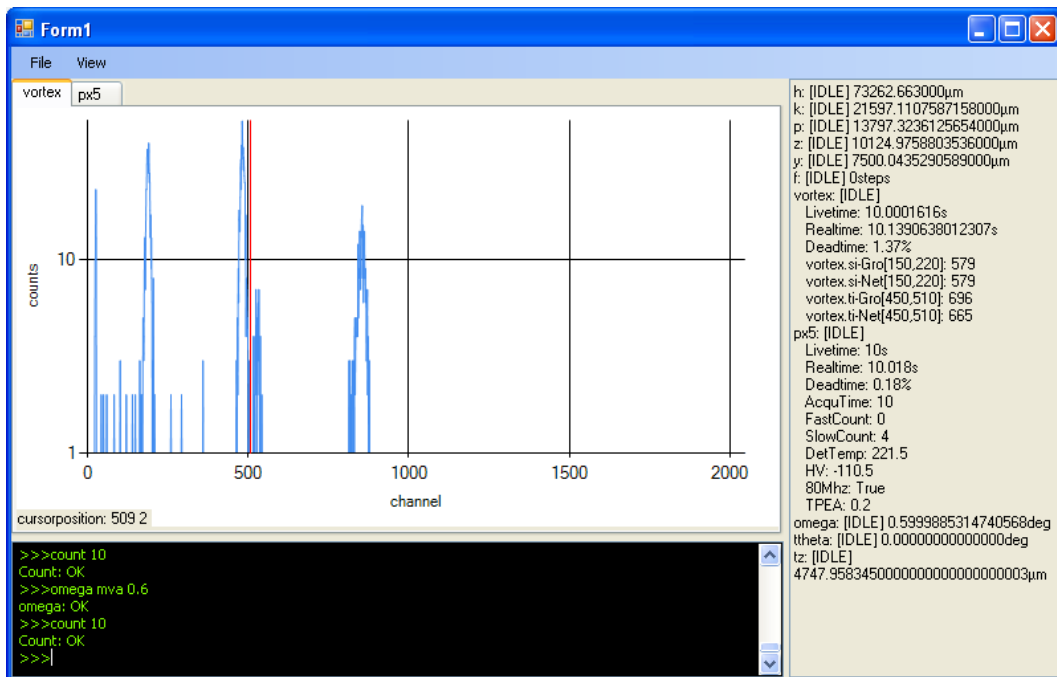 Form1
File View
vortex px5
counts
10
1
0 500 1000 1500 2000
channel
cursorposition: 509 2
>>>count 10
Count: OK
>>>omega mva 0.6
omega: OK
>>>count 10
Count: OK
>>>
h: [IDLE] 73262.663000µm
k: [IDLE] 21597.1107587158000µm
p: [IDLE] 13797.3236125654000µm
z: [IDLE] 10124.9758803536000µm
y: [IDLE] 7500.0435290589000µm
f: [IDLE] 0steps
vortex: [IDLE]
Livetime: 10.0001616s
Realtime: 10.1390638012307s
Deadtime: 1.37%
vortex.si-Gro[150,220]: 579
vortex.si-Net[150,220]: 579
vortex.ti-Gro[450,510]: 696
vortex.ti-Net[450,510]: 665
px5: [IDLE]
Livetime: 10s
Realtime: 10.018s
Deadtime: 0.18%
AcquTime: 10
FastCount: 0
SlowCount: 4
DetTemp: 221.5
HV: -110.5
80Mhz: True
TPEA: 0.2
omega: [IDLE] 0.5999885314740568deg
ttheta: [IDLE] 0.00000000000000deg
tz: [IDLE]
4747.9583450000000000000000003µm